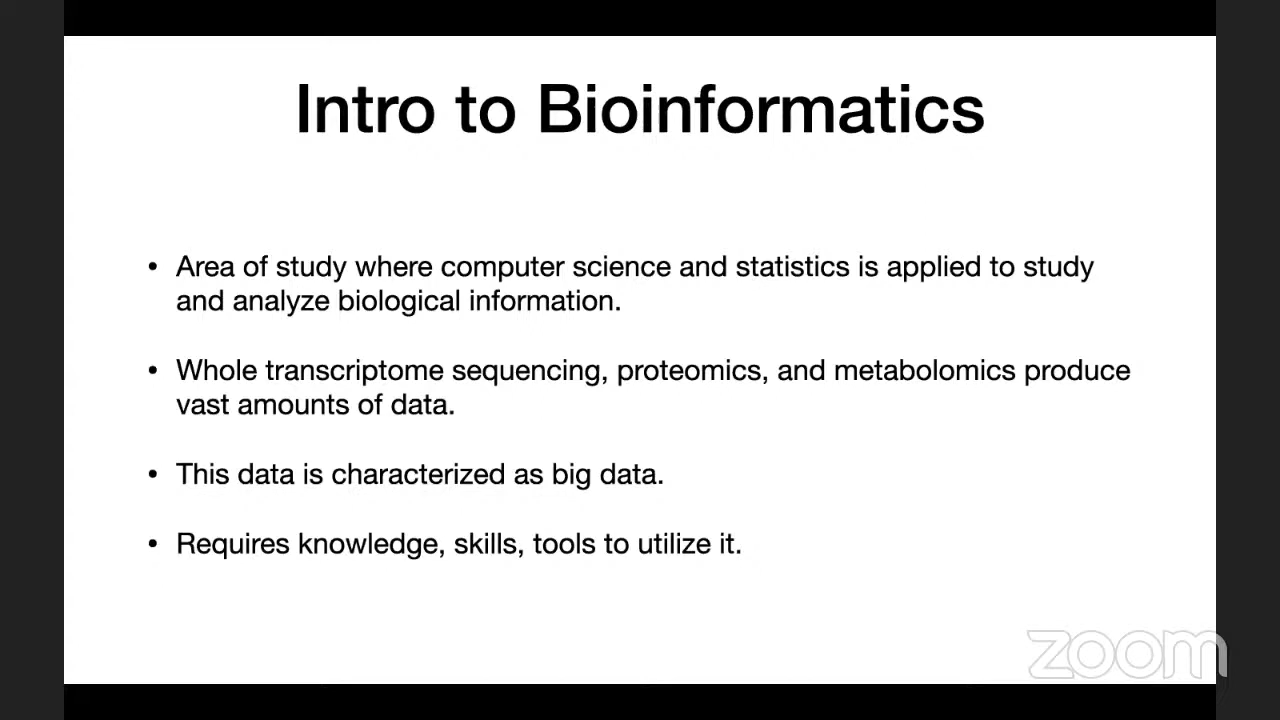 Intro to Bioinformatics
• Area of study where computer science and statistics is applied to study
and analyze biological information.
• Whole transcriptome sequencing, proteomics, and metabolomics produce
vast amounts of data.
• This data is characterized as big data.
• Requires knowledge, skills, tools to utilize it.
zoom